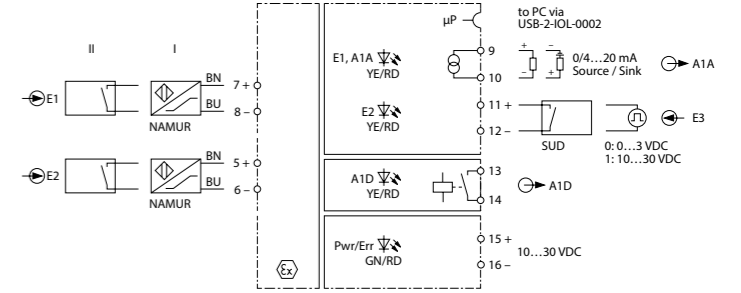 to PC via
USB-2-IOL-0002
µP
II
I
E1, A1A
YE/RD
9
10
+
–
–
+
0/4…20 mA
Source / Sink
A1A
E1
BN
7 +
BU
8 –
NAMUR
E2
YE/RD
11 +
12 –
SUD
E3
0: 0…3 VDC
1: 10…30 VDC
E2
BN
5 +
BU
6 –
NAMUR
A1D
YE/RD
13
14
A1D
Pwr/Err
GN/RD
15 +
16 –
10…30 VDC
εx